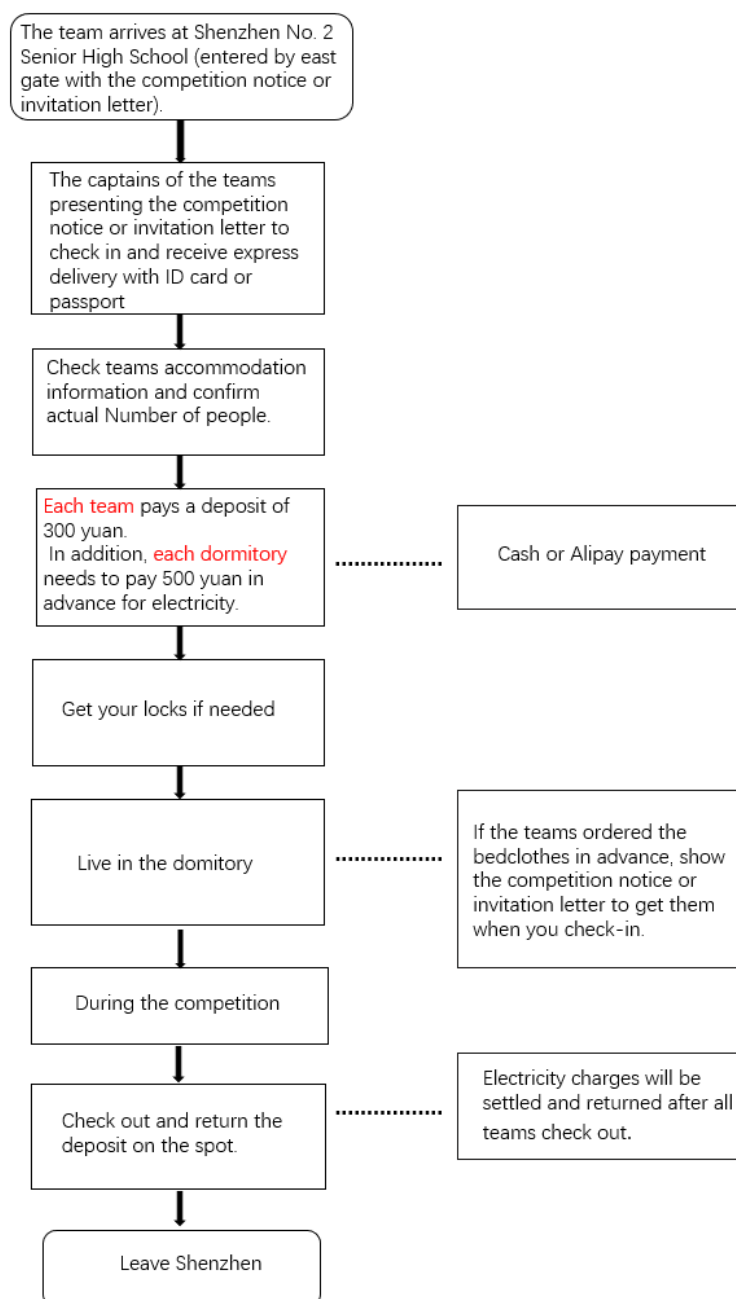 The team arrives at Shenzhen No. 2
Senior High School (entered by east
gate with the competition notice or
invitation letter).
The captains of the teams
presenting the competition
notice or invitation letter to
check in and receive express
delivery with ID card or
passport
Check teams accommodation
information and confirm
actual Number of people.
Each team pays a deposit of
300 yuan.
In addition, each dormitory
needs to pay 500 yuan in
advance for electricity.
Cash or Alipay payment
Get your locks if needed
Live in the domitory
If the teams ordered the
bedclothes in advance, show
the competition notice or
invitation letter to get them
when you check-in.
During the competition
Check out and return the
deposit on the spot.
Electricity charges will be
settled and returned after all
teams check out.
Leave Shenzhen